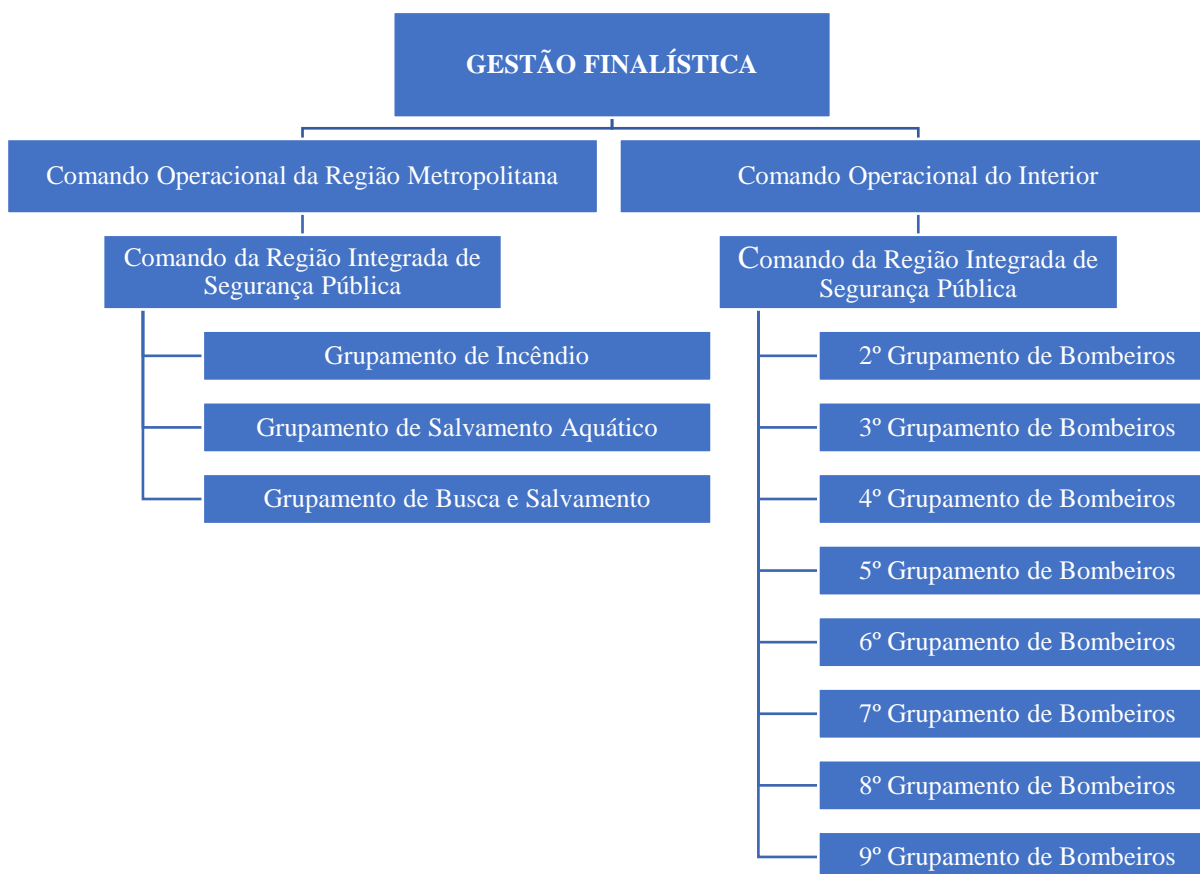 GESTÃO FINALÍSTICA
Comando Operacional da Região Metropolitana
Comando Operacional do Interior
Comando da Região Integrada de
Segurança Pública
Comando da Região Integrada de
Segurança Pública
Grupamento de Incêndio
Grupamento de Salvamento Aquático
Grupamento de Busca e Salvamento
2º Grupamento de Bombeiros
3º Grupamento de Bombeiros
4º Grupamento de Bombeiros
5º Grupamento de Bombeiros
6º Grupamento de Bombeiros
7º Grupamento de Bombeiros
8º Grupamento de Bombeiros
9º Grupamento de Bombeiros